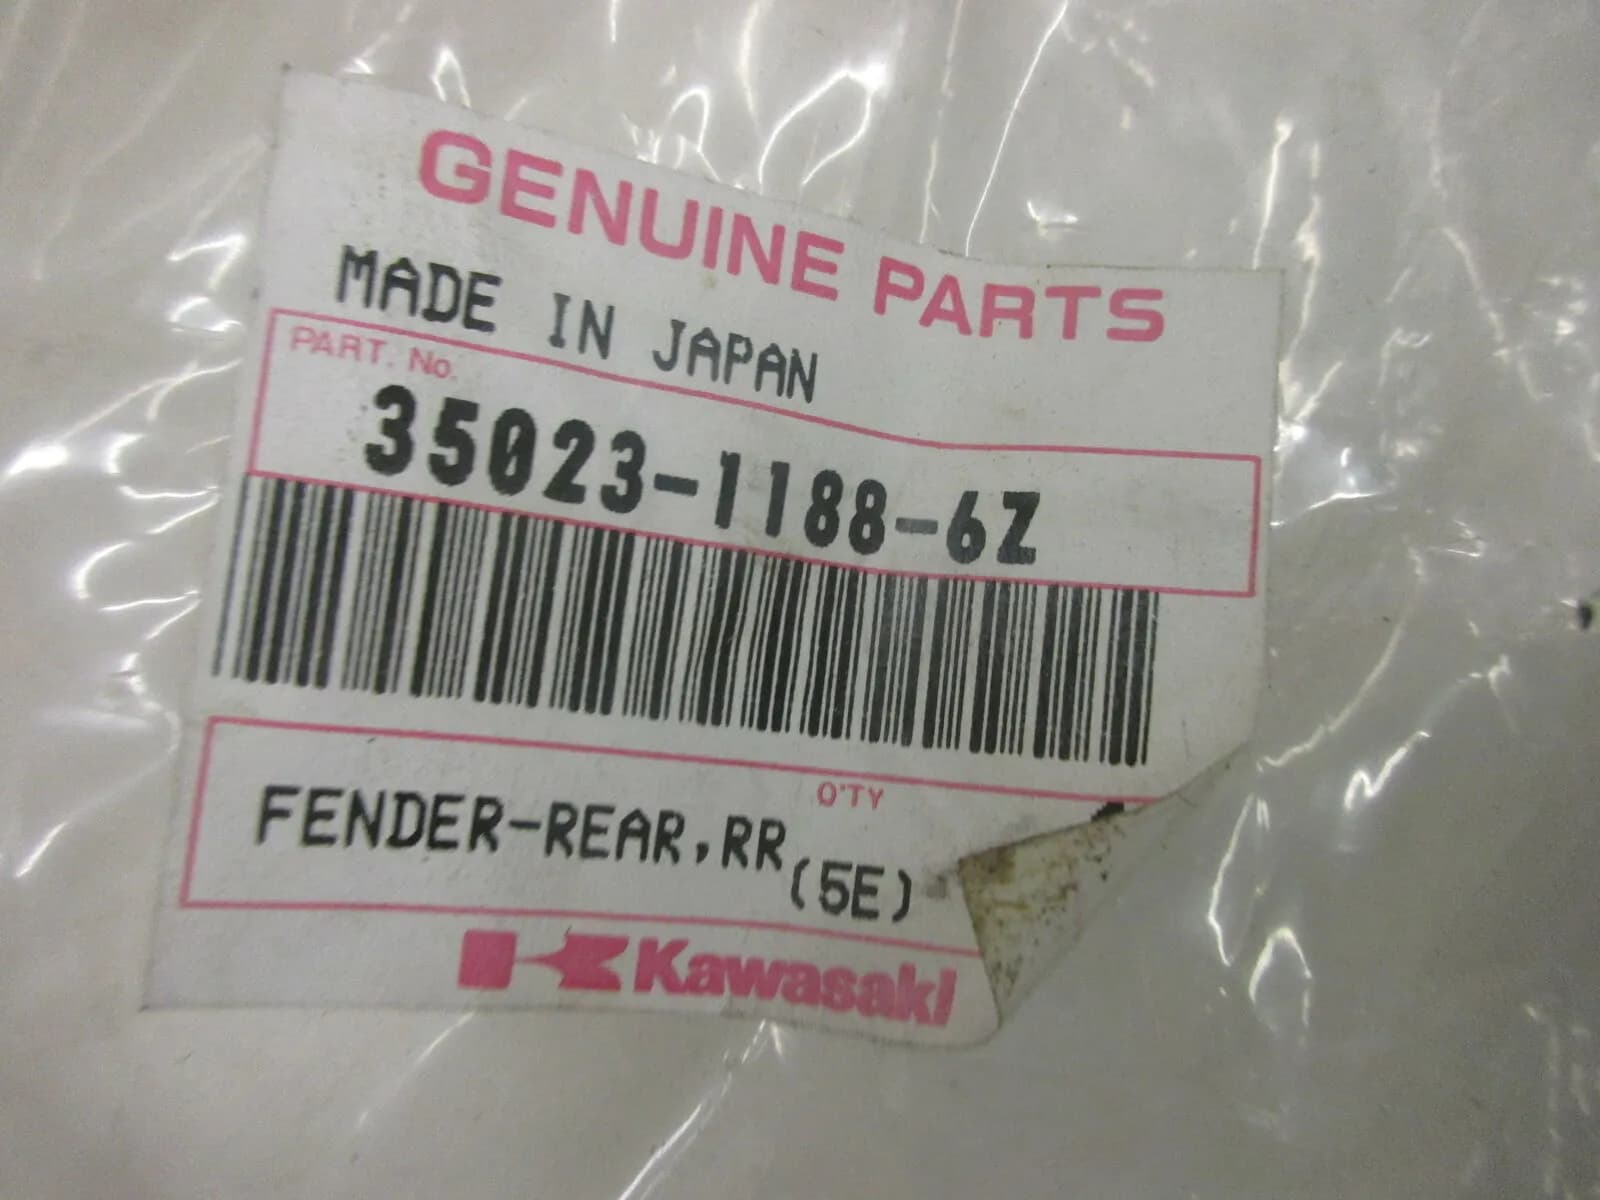 GENUINE PARTS
MADE IN JAPAN
PART. No.
35023-1188-6Z
Q'TY
FENDER-REAR,RR
(5E)
Kawasaki